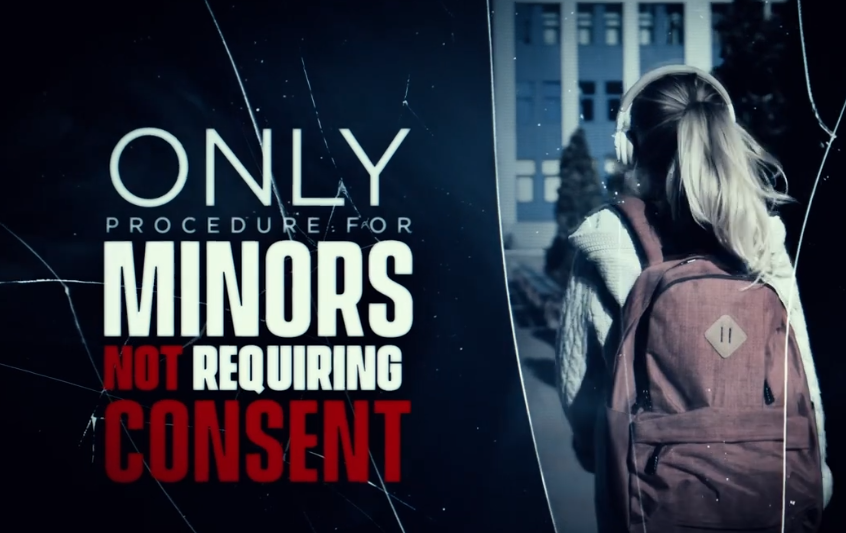 ONLY
PROCEDURE FOR
MINORS
NOT REQUIRING
CONSENT